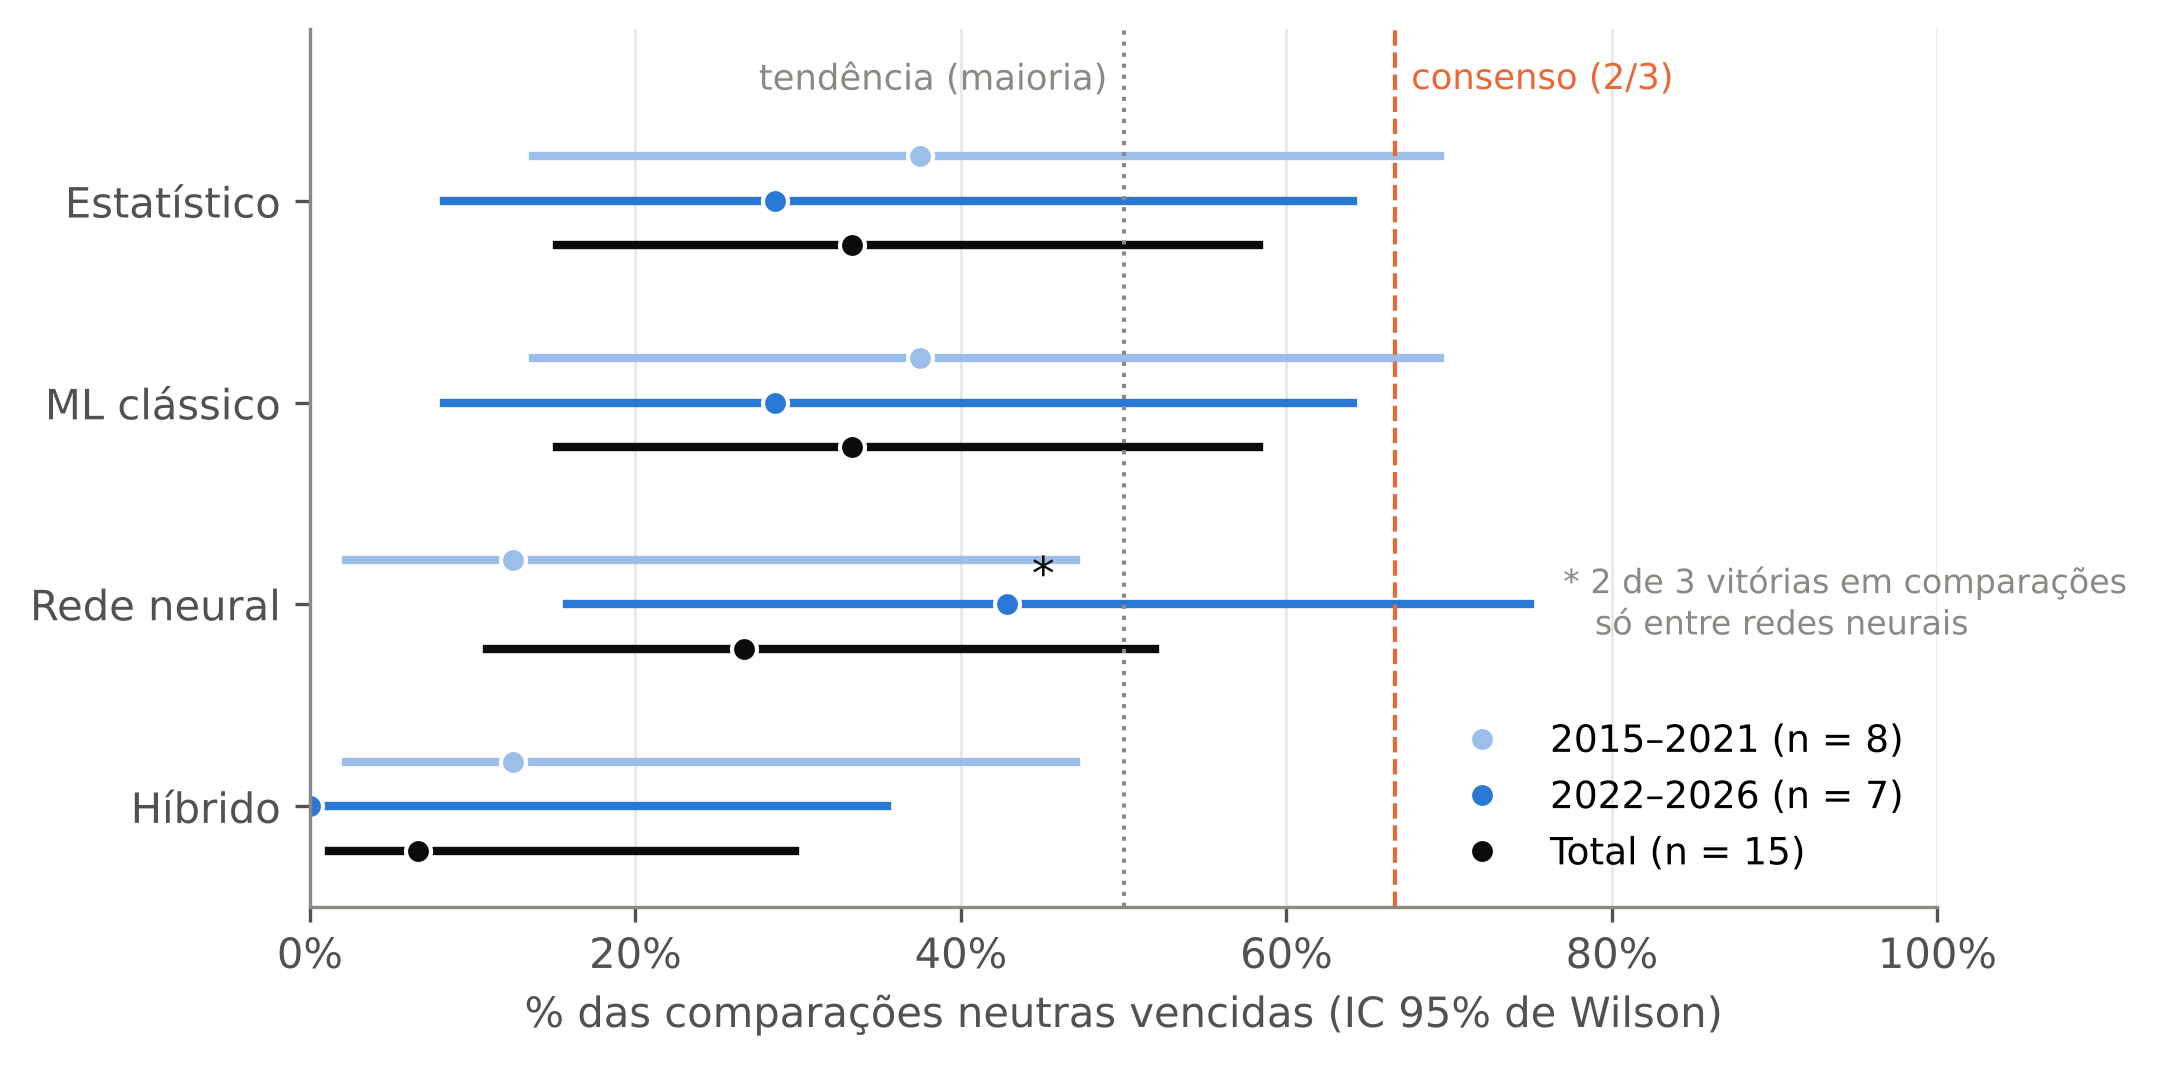 tendência (maioria)
consenso (2/3)
Estatístico
ML clássico
Rede neural
Híbrido
*
* 2 de 3 vitórias em comparações
só entre redes neurais
2015–2021 (n = 8)
2022–2026 (n = 7)
Total (n = 15)
0%
20%
40%
60%
80%
100%
% das comparações neutras vencidas (IC 95% de Wilson)